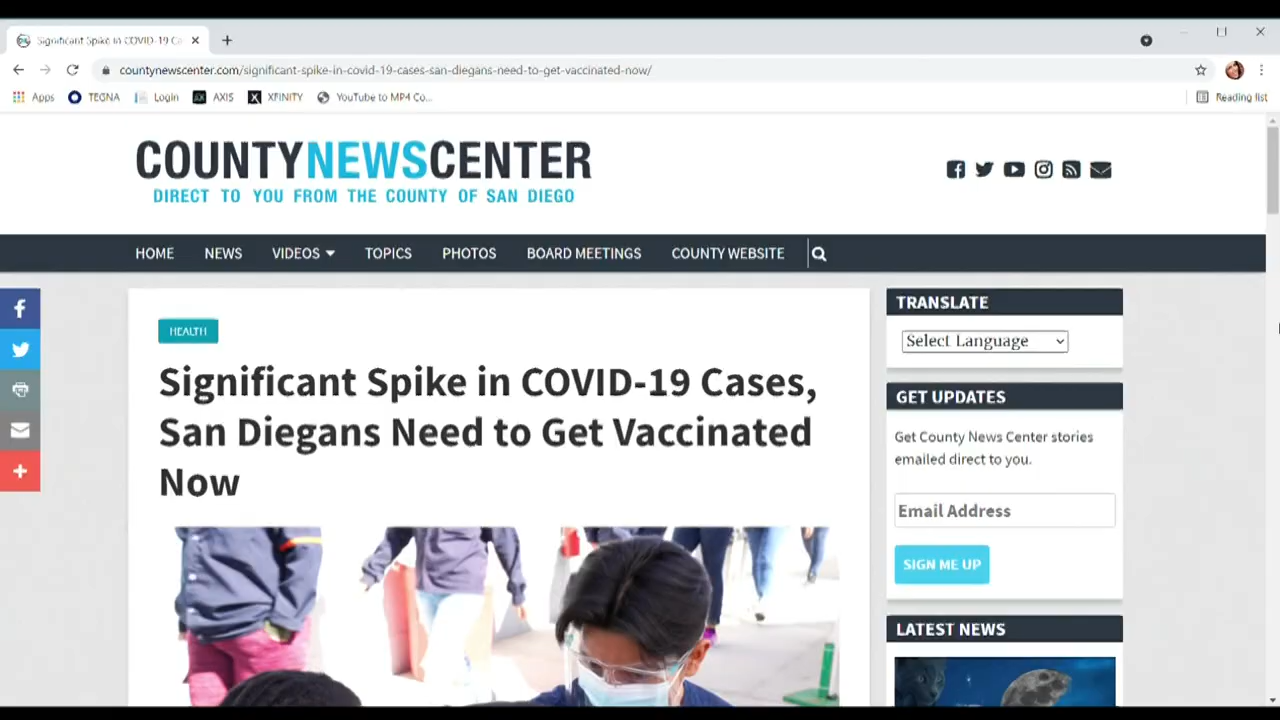 Significant Spike in COVID-19 Ca
countynewscenter.com/significant-spike-in-covid-19-cases-san-diegans-need-to-get-vaccinated-now/
Apps TEGNA Login AXIS XFINITY YouTube to MP4 Co... Reading list
COUNTYNEWSCENTER
DIRECT TO YOU FROM THE COUNTY OF SAN DIEGO
HOME NEWS VIDEOS TOPICS PHOTOS BOARD MEETINGS COUNTY WEBSITE
HEALTH
Significant Spike in COVID-19 Cases,
San Diegans Need to Get Vaccinated
Now
TRANSLATE
Select Language
GET UPDATES
Get County News Center stories
emailed direct to you.
Email Address
SIGN ME UP
LATEST NEWS